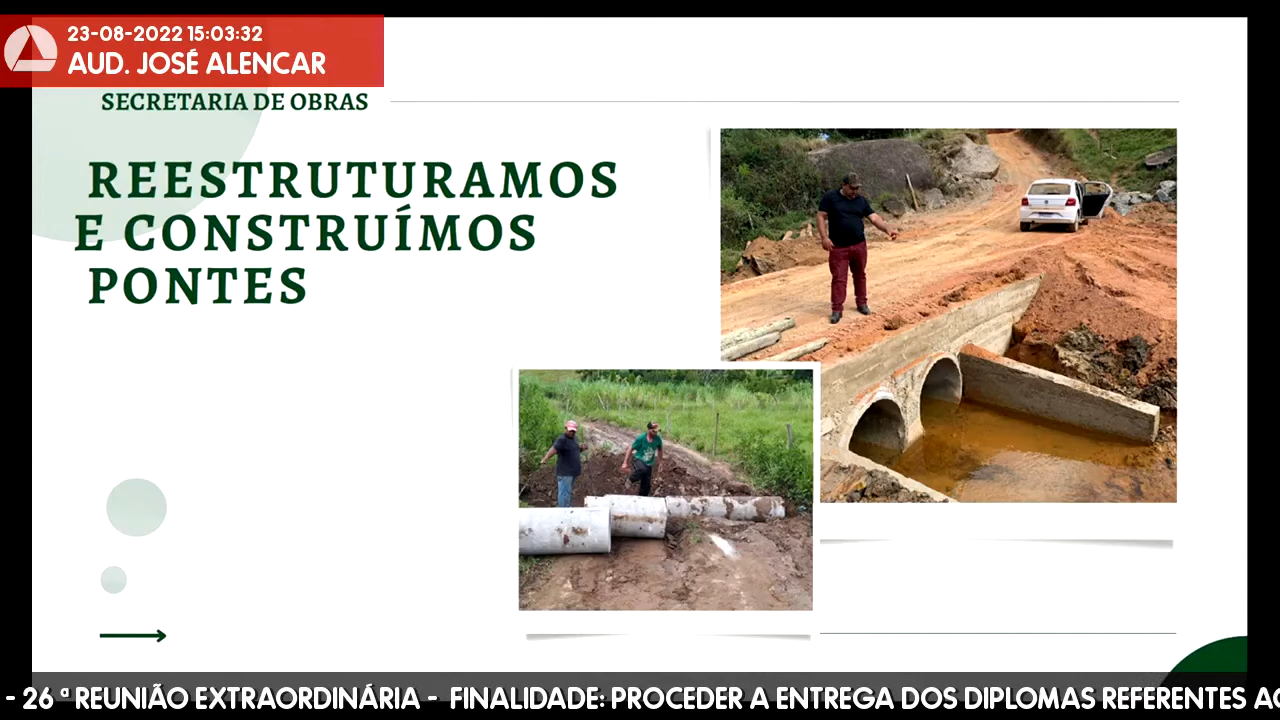 23-08-2022 15:03:32
AUD. JOSÉ ALENCAR
SECRETARIA DE OBRAS
REESTRUTURAMOS
E CONSTRUÍMOS
PONTES
- 26 ª REUNIÃO EXTRAORDINÁRIA - FINALIDADE: PROCEDER A ENTREGA DOS DIPLOMAS REFERENTES